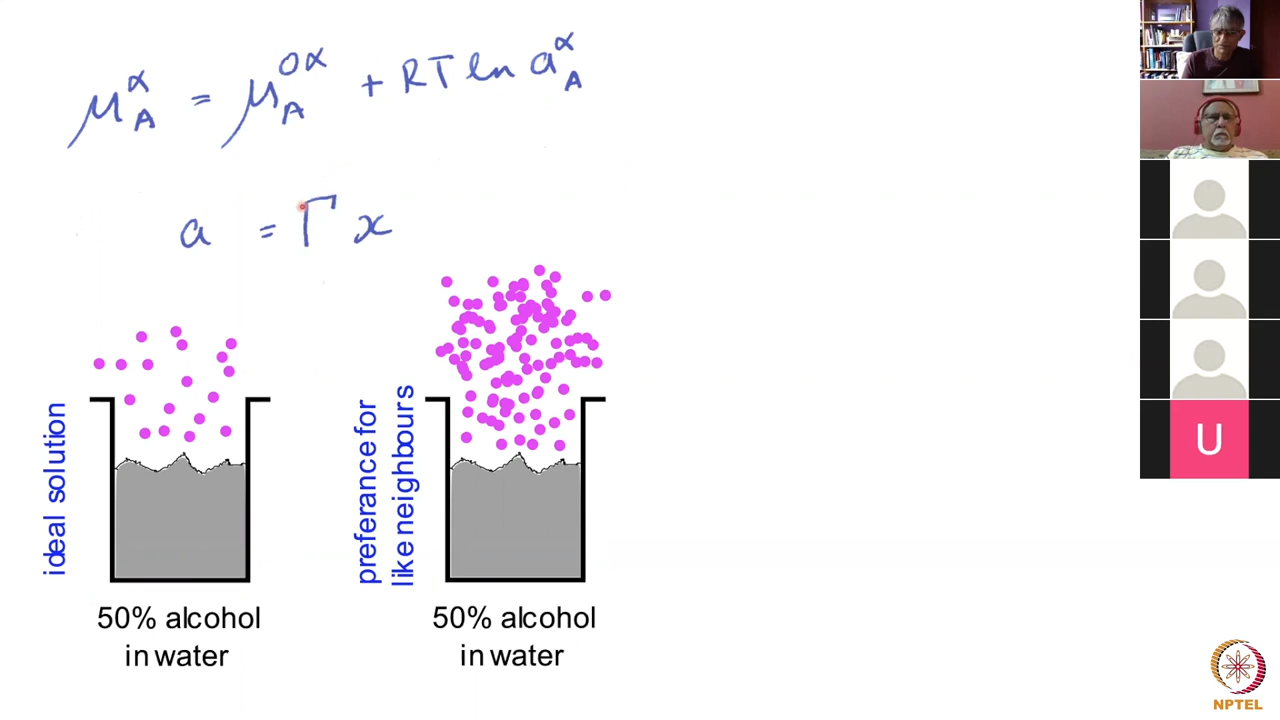 μ_A^α = μ_A^{0α} + RT ln a_A^α
a = Γ x
ideal solution
preferance for
like neighbours
50% alcohol
in water
50% alcohol
in water
U
NPTEL